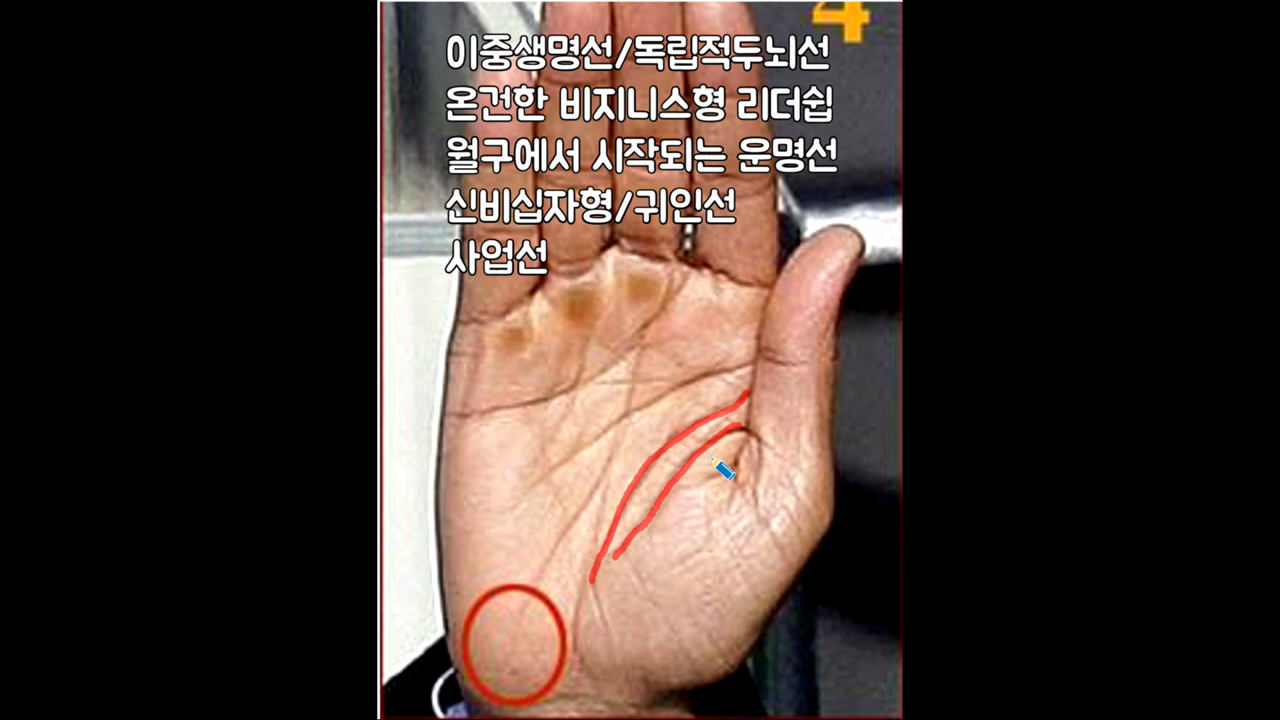 4
이중생명선/독립적두뇌선
온건한 비지니스형 리더쉽
월구에서 시작되는 운명선
신비십자형/귀인선
사업선